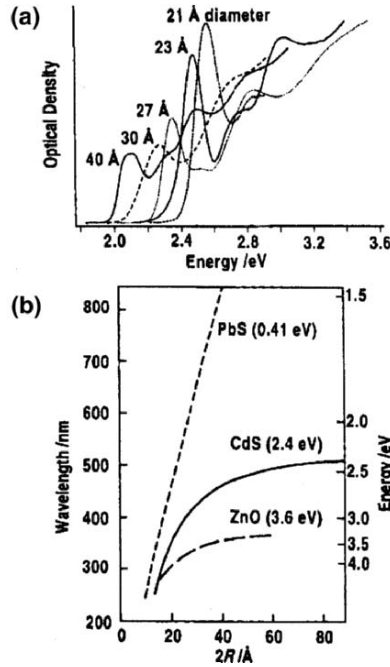 (a)
21 Å diameter
23 Å
27 Å
30 Å
40 Å
Optical Density
2.0 2.4 2.8 3.2 3.6
Energy /eV
(b)
800
700
600
500
400
300
200
Wavelength/nm
PbS (0.41 eV)
CdS (2.4 eV)
ZnO (3.6 eV)
1.5
2.0
2.5
3.0
3.5
4.0
Energy/eV
0 20 40 60 80
2R/Å